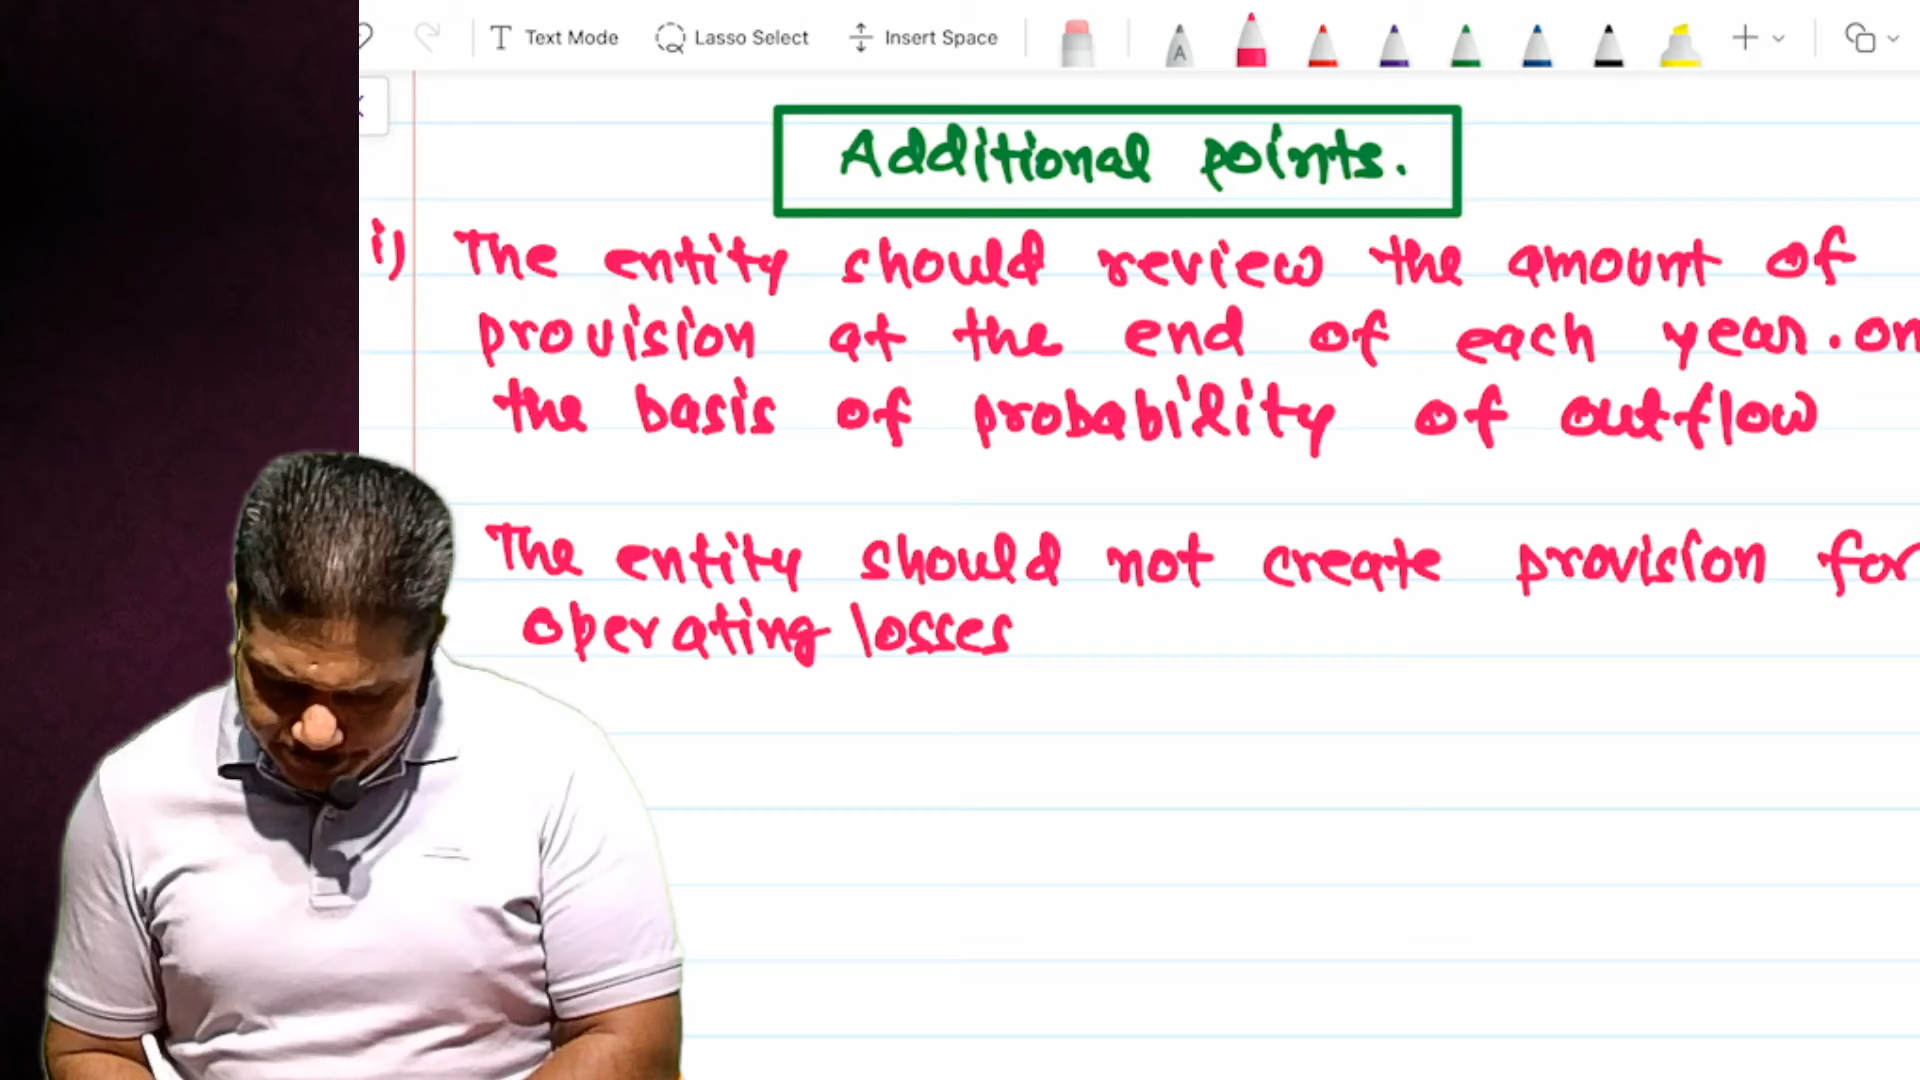 Text Mode Lasso Select Insert Space
A
Additional points.
i) The entity should review the amount of
provision at the end of each year. on
the basis of probability of outflow
The entity should not create provision for
operating losses